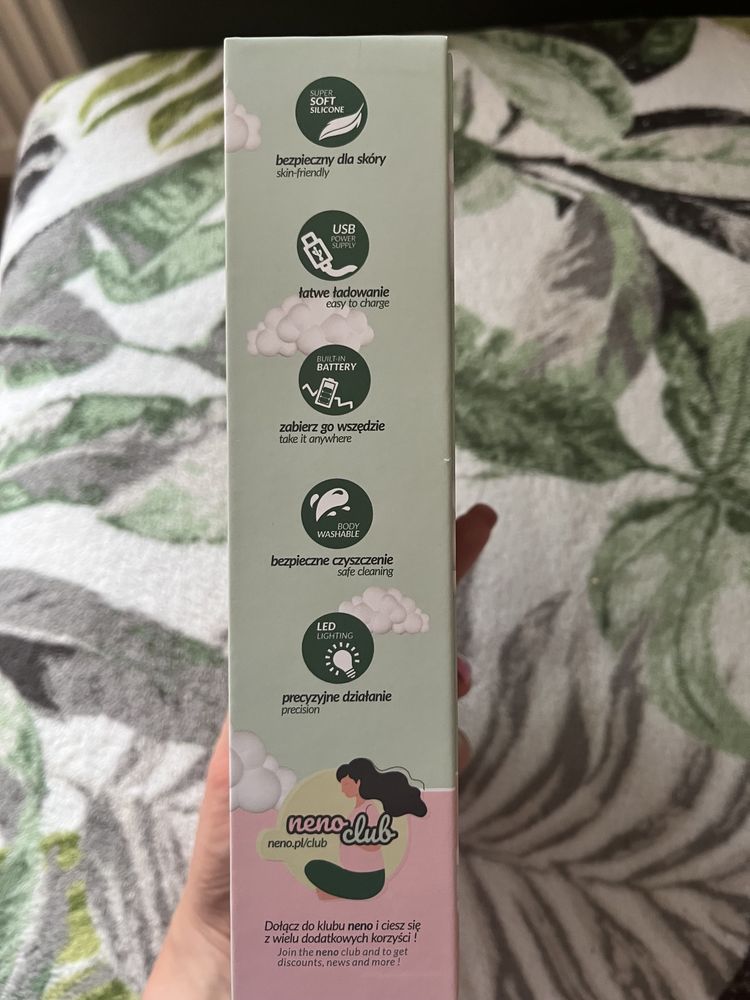 SUPER
SOFT
SILICONE
bezpieczny dla skóry
skin-friendly
USB
POWER
SUPPLY
łatwe ładowanie
easy to charge
BUILT-IN
BATTERY
zabierz go wszędzie
take it anywhere
BODY
WASHABLE
bezpieczne czyszczenie
safe cleaning
LED
LIGHTING
precyzyjne działanie
precision
neno
club
neno.pl/club
Dołącz do klubu neno i ciesz się
z wielu dodatkowych korzyści !
Join the neno club and to get
discounts, news and more !